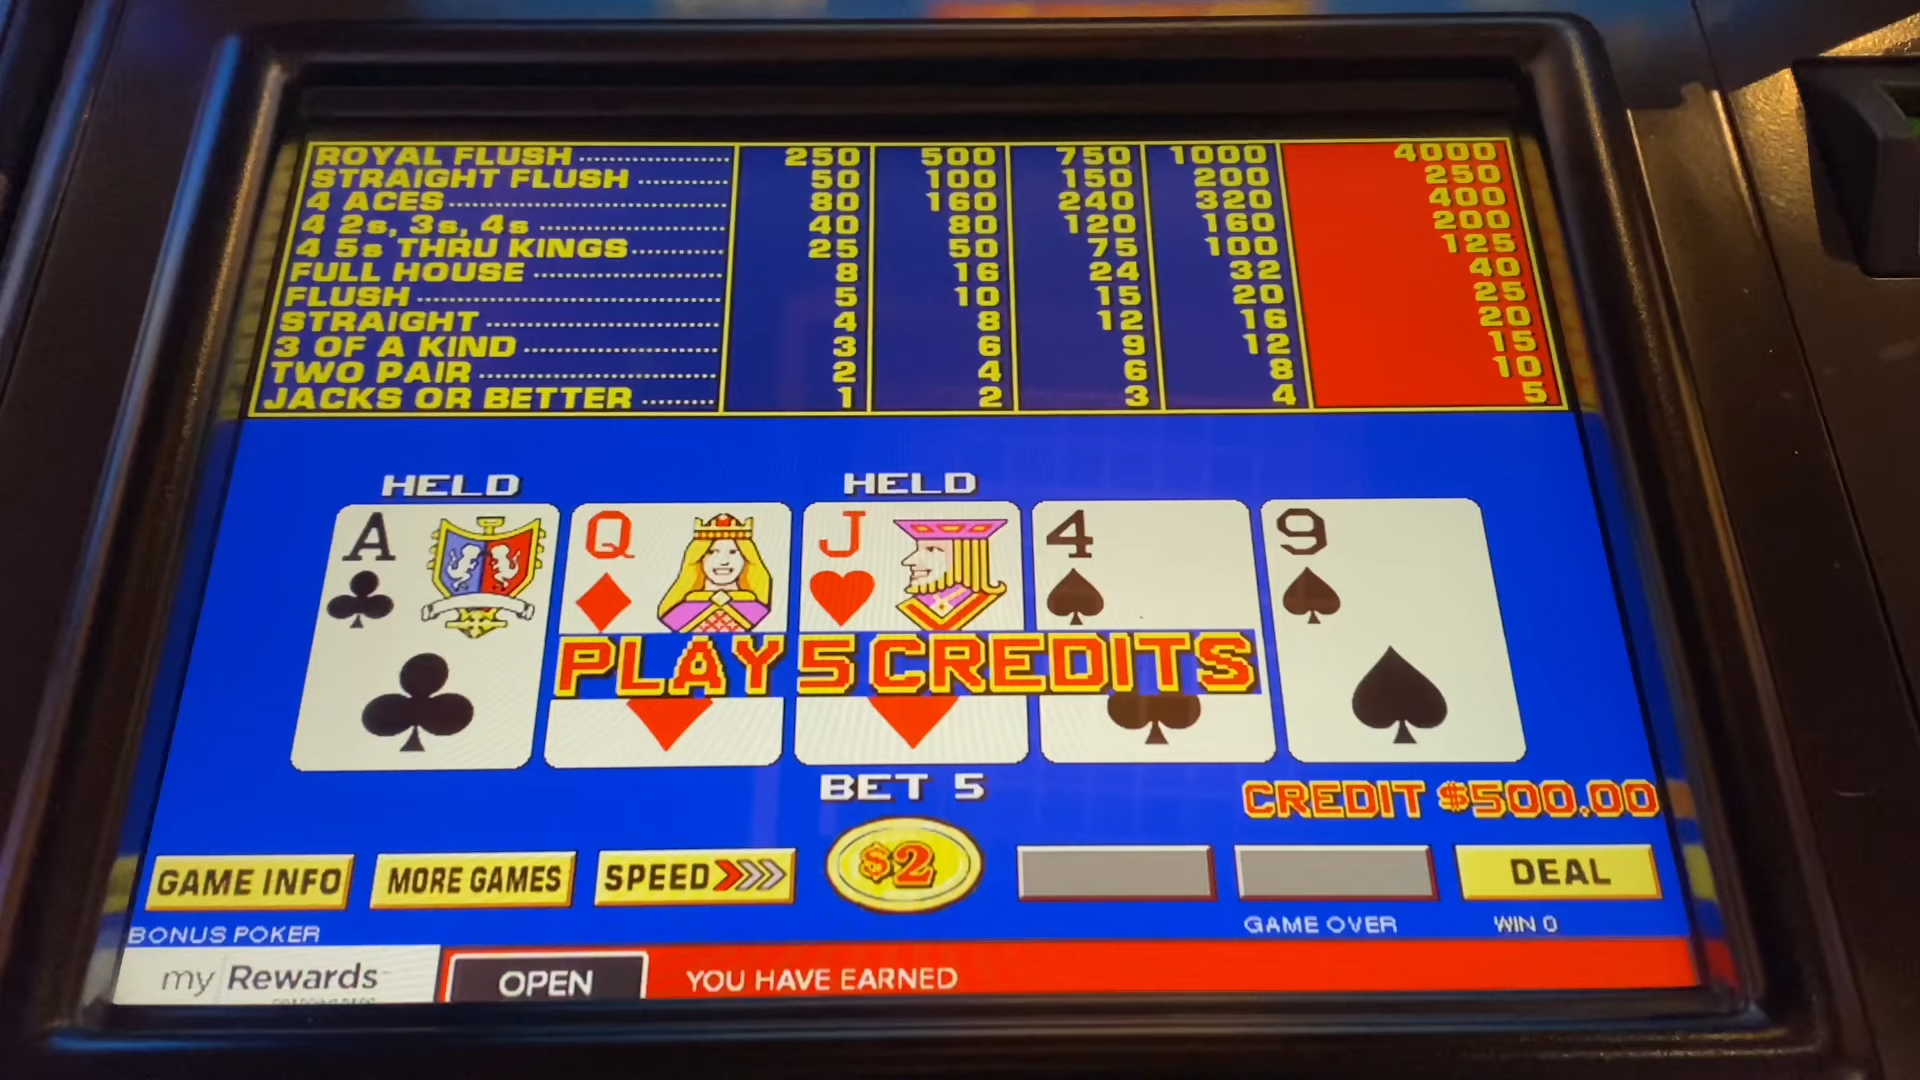 ROYAL FLUSH 250 500 750 1000 4000
STRAIGHT FLUSH 50 100 150 200 250
4 ACES 80 160 240 320 400
4 2s, 3s, 4s 40 80 120 160 200
4 5s THRU KINGS 25 50 75 100 125
FULL HOUSE 8 16 24 32 40
FLUSH 5 10 15 20 25
STRAIGHT 4 8 12 16 20
3 OF A KIND 3 6 9 12 15
TWO PAIR 2 4 6 8 10
JACKS OR BETTER 1 2 3 4 5
HELD HELD
A Q J 4 9
PLAY 5 CREDITS
BET 5
CREDIT $500.00
GAME INFO MORE GAMES SPEED $2 DEAL
BONUS POKER GAME OVER WIN 0
my Rewards OPEN YOU HAVE EARNED